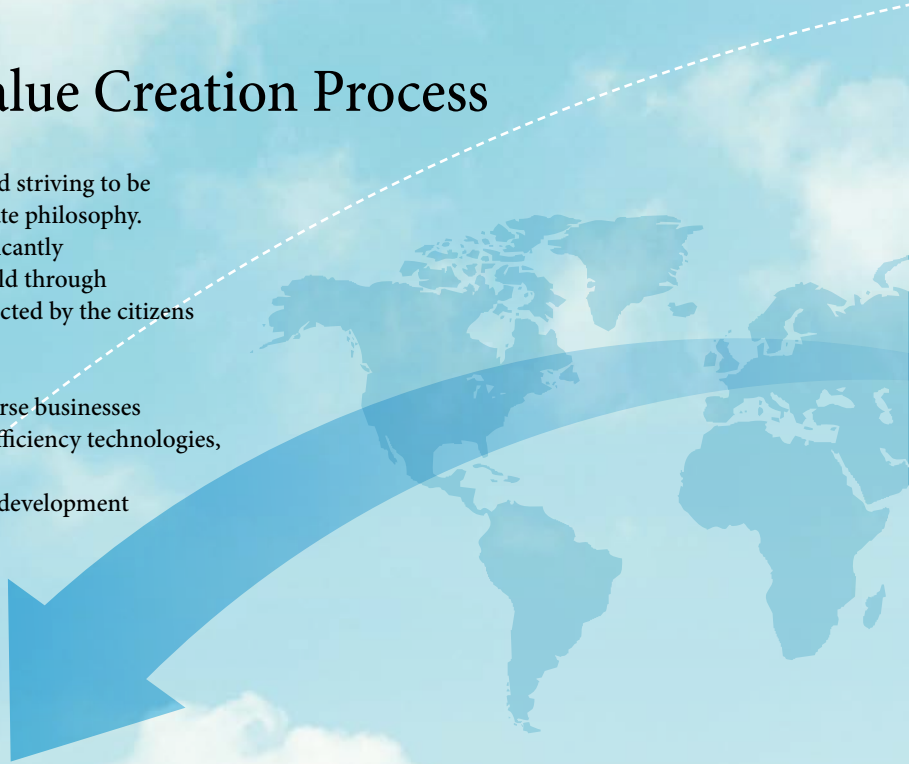 alue Creation Process
d striving to be
te philosophy.
cantly
ld through
cted by the citizens
rse businesses
fficiency technologies,
development